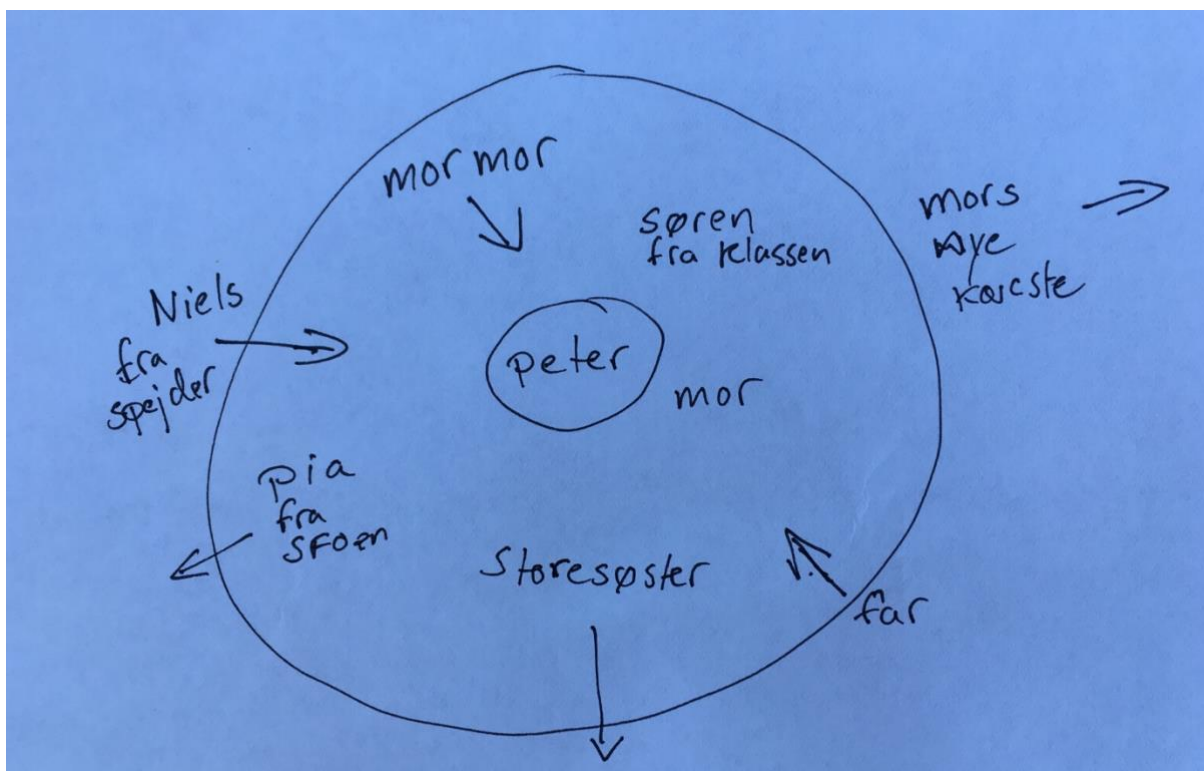 mormor
søren
fra klassen
mors
nye
kæreste
Niels
fra
spejder
peter
mor
pia
fra
SFOen
Storesøster
far